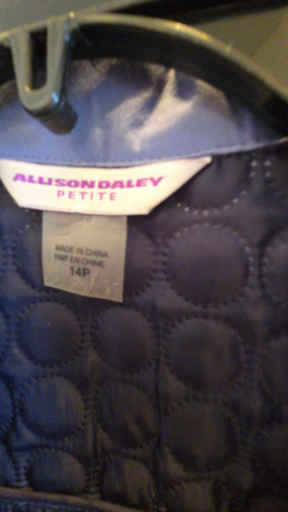 ALLISON DALEY
PETITE
MADE IN CHINA
FAIT EN CHINE
14P